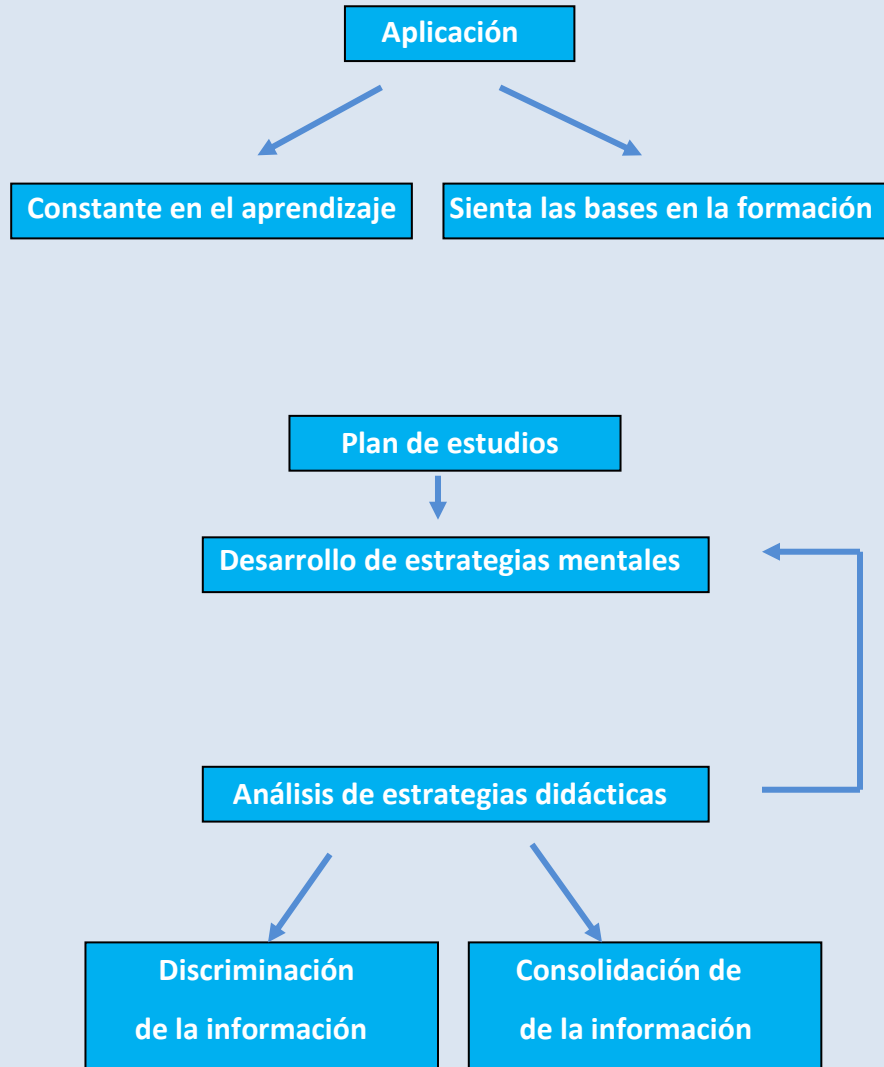 Aplicación
Constante en el aprendizaje
Sienta las bases en la formación
Plan de estudios
Desarrollo de estrategias mentales
Análisis de estrategias didácticas
Discriminación
de la información
Consolidación de
de la información